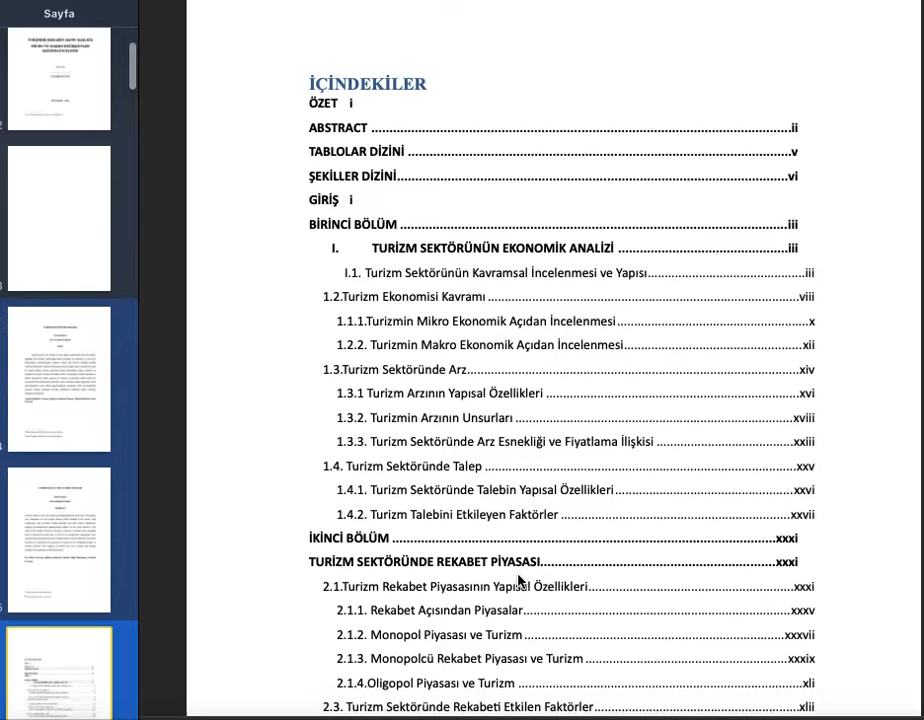 Sayfa
İÇİNDEKİLER
ÖZET i
ABSTRACT ...ii
TABLOLAR DİZİNİ ...v
ŞEKİLLER DİZİNİ...vi
GİRİŞ i
BİRİNCİ BÖLÜM ...iii
I. TURİZM SEKTÖRÜNÜN EKONOMİK ANALİZİ ...iii
I.1. Turizm Sektörünün Kavramsal İncelenmesi ve Yapısı...iii
1.2.Turizm Ekonomisi Kavramı ...viii
1.1.1.Turizmin Mikro Ekonomik Açıdan İncelenmesi...x
1.2.2. Turizmin Makro Ekonomik Açıdan İncelenmesi...xii
1.3.Turizm Sektöründe Arz...xiv
1.3.1 Turizm Arzının Yapısal Özellikleri ...xvi
1.3.2. Turizmin Arzının Unsurları ...xviii
1.3.3. Turizm Sektöründe Arz Esnekliği ve Fiyatlama İlişkisi ...xxiii
1.4. Turizm Sektöründe Talep ...xxv
1.4.1. Turizm Sektöründe Talebin Yapısal Özellikleri...xxvi
1.4.2. Turizm Talebini Etkileyen Faktörler ...xxvii
İKİNCİ BÖLÜM ...xxxi
TURİZM SEKTÖRÜNDE REKABET PİYASASI...xxxi
2.1.Turizm Rekabet Piyasasının Yapısal Özellikleri...xxxi
2.1.1. Rekabet Açısından Piyasalar...xxxv
2.1.2. Monopol Piyasası ve Turizm ...xxxvii
2.1.3. Monopolcü Rekabet Piyasası ve Turizm ...xxxix
2.1.4.Oligopol Piyasası ve Turizm ...xli
2.3. Turizm Sektöründe Rekabeti Etkilen Faktörler...xlii